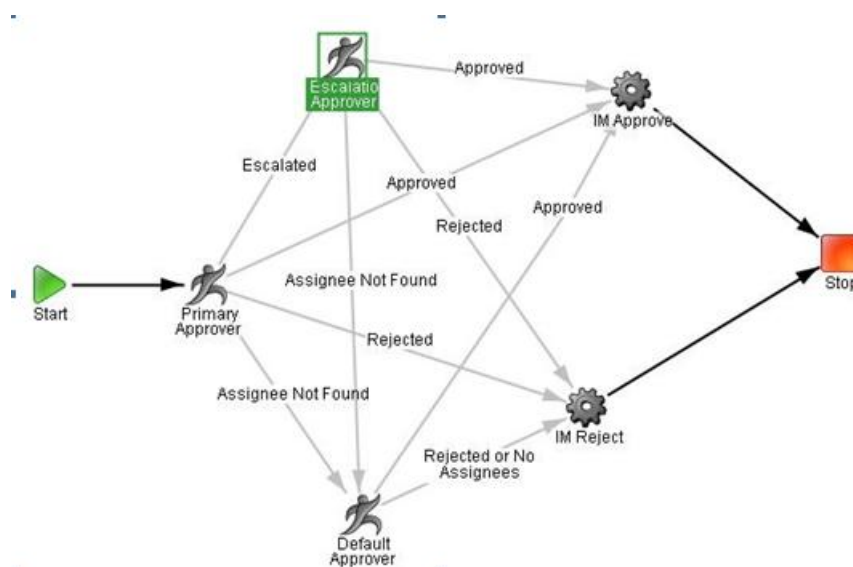 Approved
Escalatio
Approver
IM Approve
Escalated
Approved
Approved
Rejected
Assignee Not Found
Start
Primary
Approver
Stop
Rejected
Assignee Not Found
IM Reject
Rejected or No
Assignees
Default
Approver